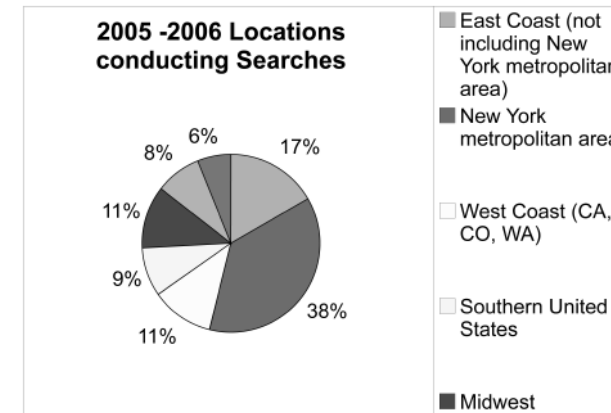 2005 -2006 Locations
conducting Searches
6%
8%
17%
11%
9%
11%
38%
East Coast (not
including New
York metropolitan
area)
New York
metropolitan area
West Coast (CA,
CO, WA)
Southern United
States
Midwest